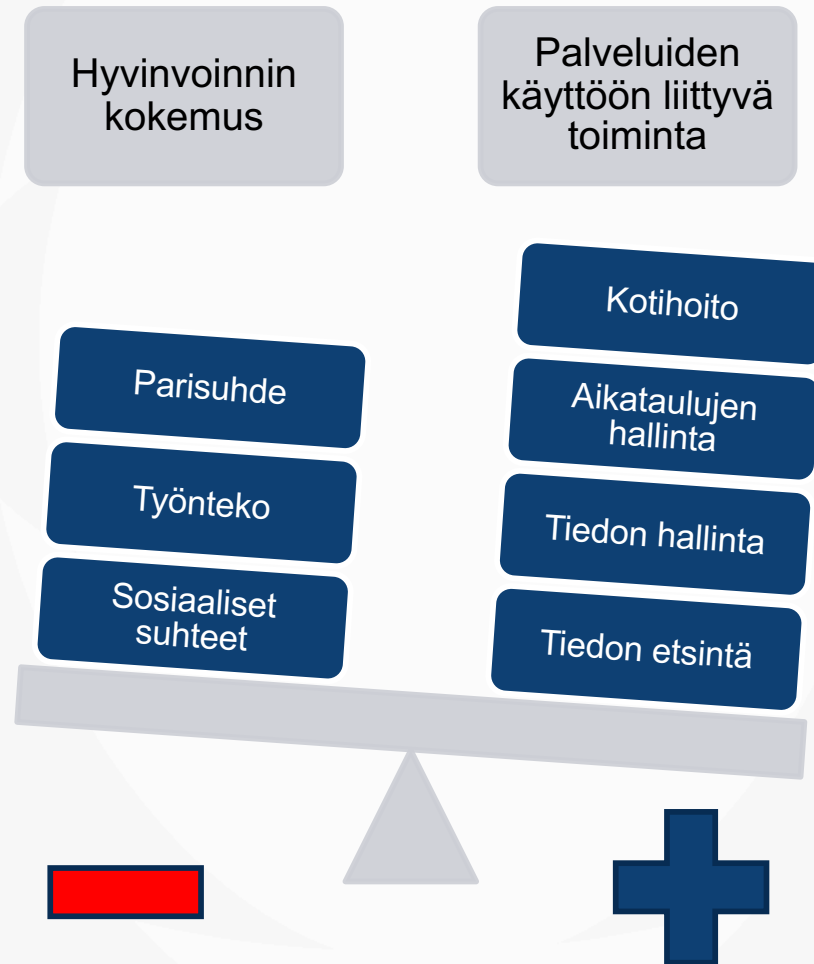 Hyvinvoinnin
kokemus
Palveluiden
käyttöön liittyvä
toiminta
Parisuhde
Työnteko
Sosiaaliset
suhteet
Kotihoito
Aikataulujen
hallinta
Tiedon hallinta
Tiedon etsintä